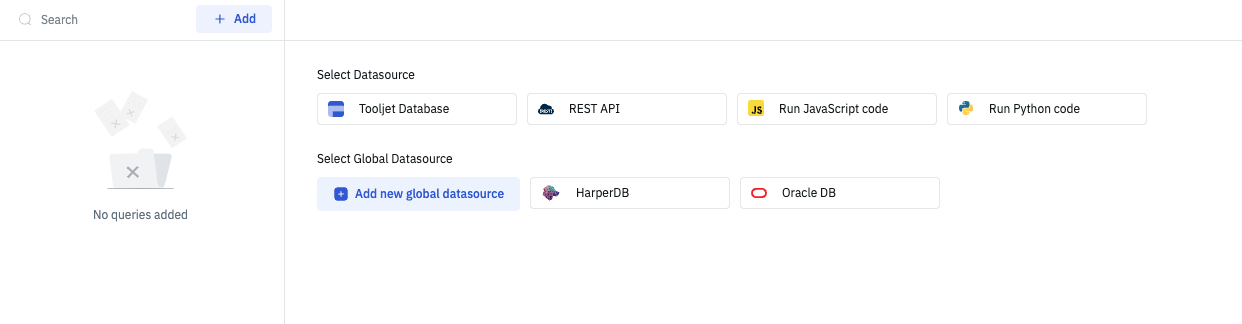 Search
+ Add
No queries added
Select Datasource
Tooljet Database
REST REST API
JS Run JavaScript code
Run Python code
Select Global Datasource
Add new global datasource
HarperDB
Oracle DB